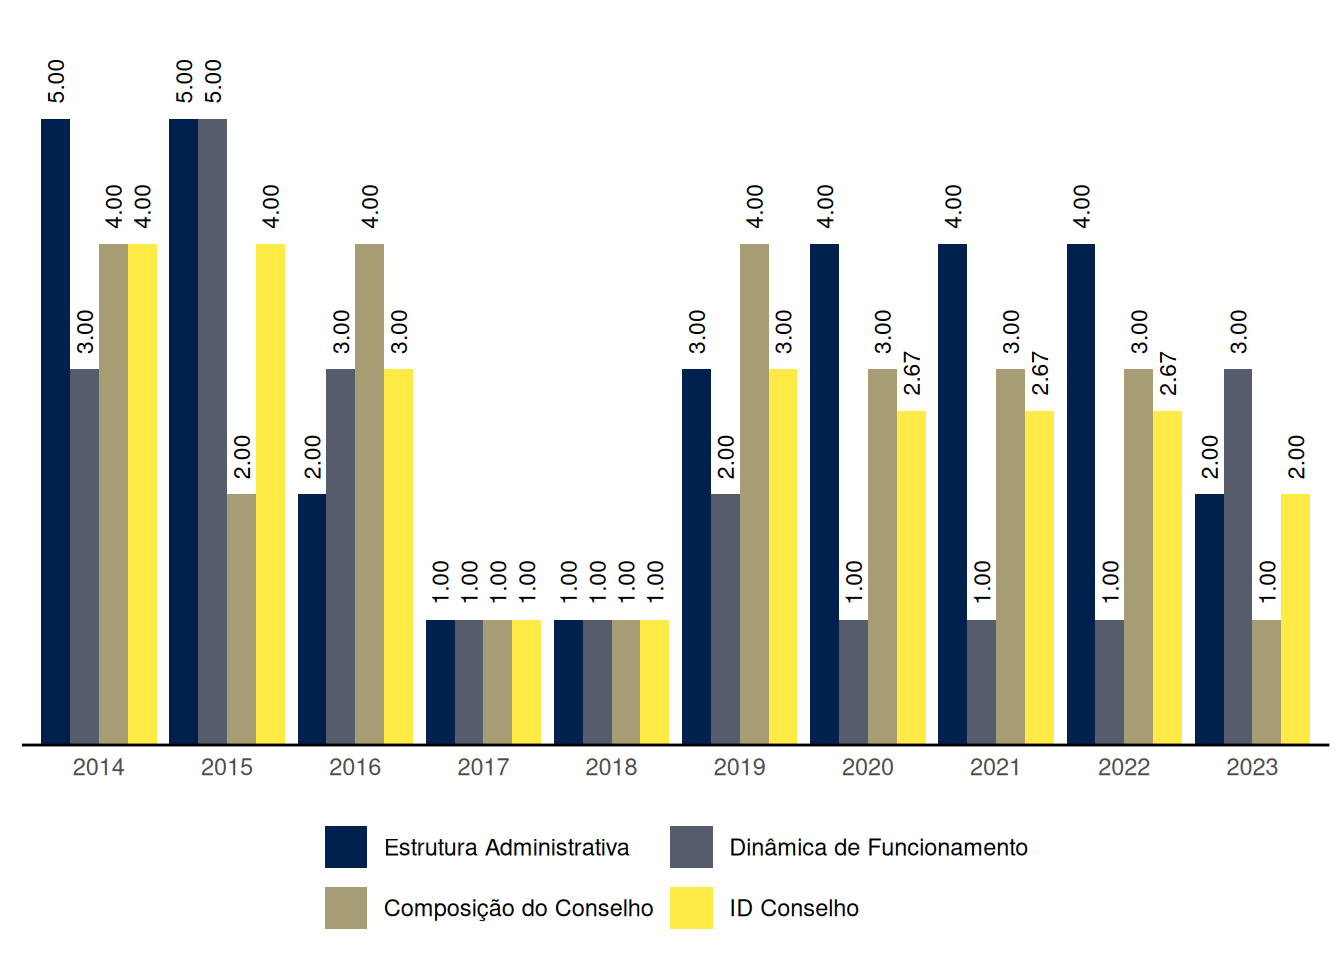 5.00 3.00 4.00 4.00
5.00 5.00 2.00 4.00
2.00 3.00 4.00 3.00
1.00 1.00 1.00 1.00
1.00 1.00 1.00 1.00
3.00 2.00 4.00 3.00
4.00 1.00 3.00 2.67
4.00 1.00 3.00 2.67
4.00 1.00 3.00 2.67
2.00 3.00 1.00 2.00
2014 2015 2016 2017 2018 2019 2020 2021 2022 2023
Estrutura Administrativa Dinâmica de Funcionamento
Composição do Conselho ID Conselho